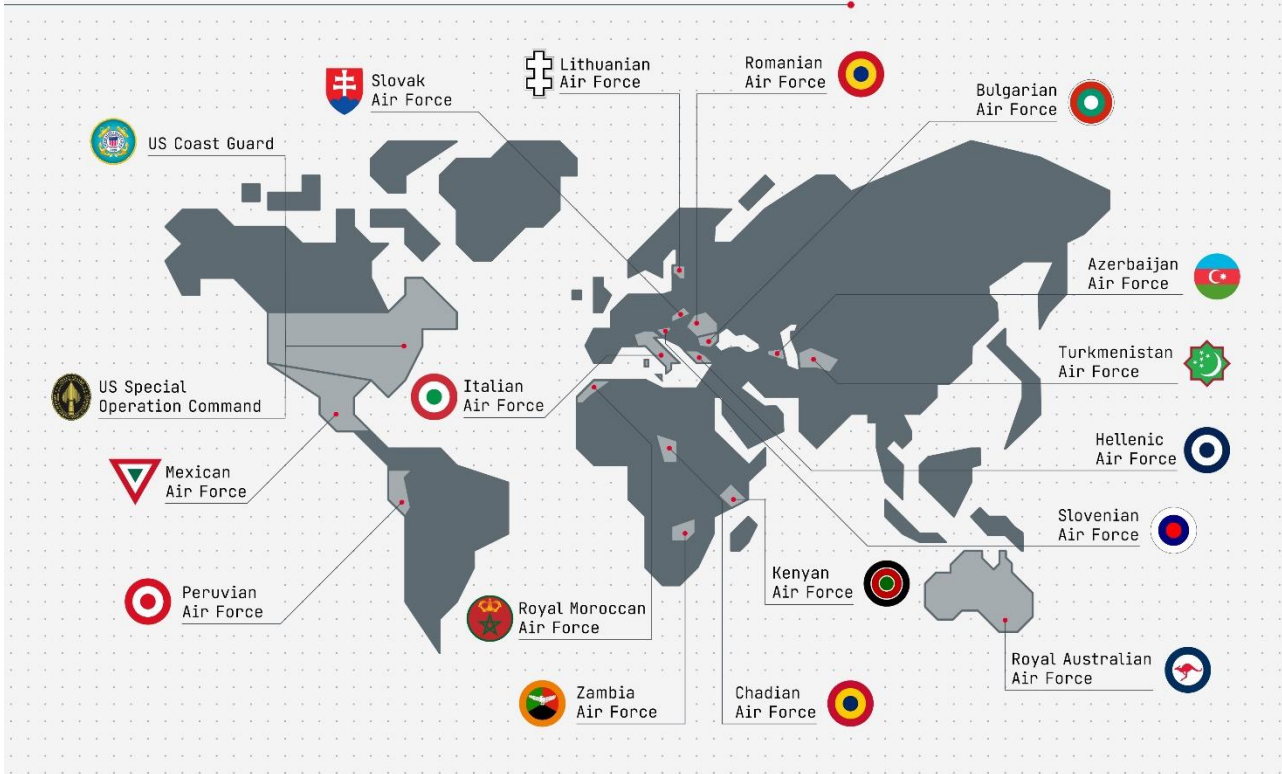 Slovak
Air Force
Lithuanian
Air Force
Romanian
Air Force
Bulgarian
Air Force
US Coast Guard
Azerbaijan
Air Force
Turkmenistan
Air Force
US Special
Operation Command
Italian
Air Force
Hellenic
Air Force
Mexican
Air Force
Slovenian
Air Force
Peruvian
Air Force
Royal Moroccan
Air Force
Kenyan
Air Force
Royal Australian
Air Force
Zambia
Air Force
Chadian
Air Force